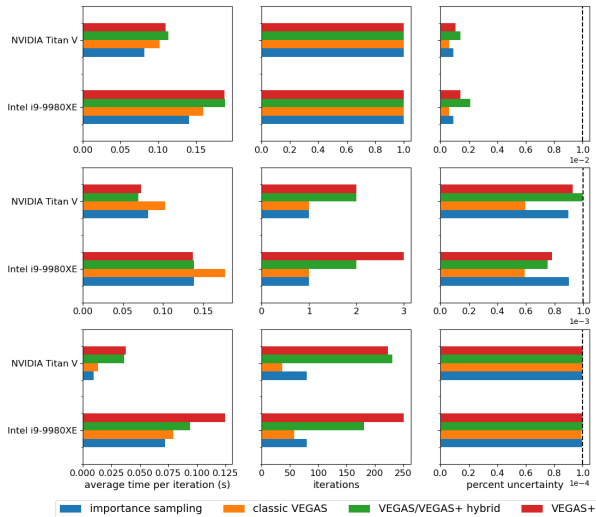 NVIDIA Titan V
Intel i9-9980XE
0.00 0.05 0.10 0.15
0.0 0.2 0.4 0.6 0.8 1.0
0.0 0.2 0.4 0.6 0.8 1.0
1e−2
NVIDIA Titan V
Intel i9-9980XE
0.00 0.05 0.10 0.15
0 1 2 3
0.0 0.2 0.4 0.6 0.8 1.0
1e−3
NVIDIA Titan V
Intel i9-9980XE
0.000 0.025 0.050 0.075 0.100 0.125
0 50 100 150 200 250
0.0 0.2 0.4 0.6 0.8 1.0
average time per iteration (s) iterations percent uncertainty 1e−4
importance sampling classic VEGAS VEGAS/VEGAS+ hybrid VEGAS+